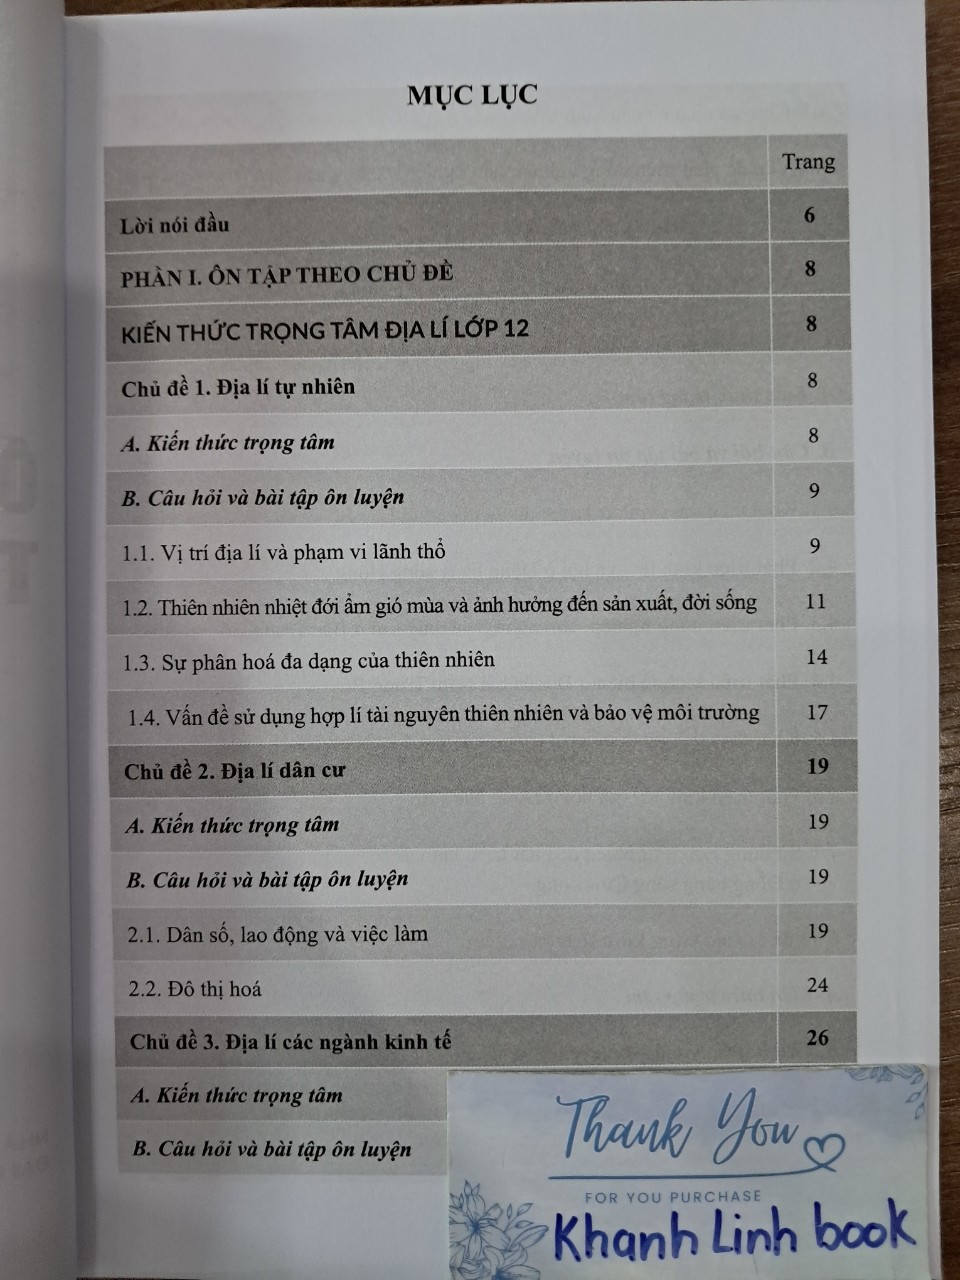 MỤC LỤC
Trang
Lời nói đầu 6
PHẦN I. ÔN TẬP THEO CHỦ ĐỀ 8
KIẾN THỨC TRỌNG TÂM ĐỊA LÍ LỚP 12 8
Chủ đề 1. Địa lí tự nhiên 8
A. Kiến thức trọng tâm 8
B. Câu hỏi và bài tập ôn luyện 9
1.1. Vị trí địa lí và phạm vi lãnh thổ 9
1.2. Thiên nhiên nhiệt đới ẩm gió mùa và ảnh hưởng đến sản xuất, đời sống 11
1.3. Sự phân hoá đa dạng của thiên nhiên 14
1.4. Vấn đề sử dụng hợp lí tài nguyên thiên nhiên và bảo vệ môi trường 17
Chủ đề 2. Địa lí dân cư 19
A. Kiến thức trọng tâm 19
B. Câu hỏi và bài tập ôn luyện 19
2.1. Dân số, lao động và việc làm 19
2.2. Đô thị hoá 24
Chủ đề 3. Địa lí các ngành kinh tế 26
A. Kiến thức trọng tâm
B. Câu hỏi và bài tập ôn luyện
Thank You
FOR YOU PURCHASE
Khanh Linh book